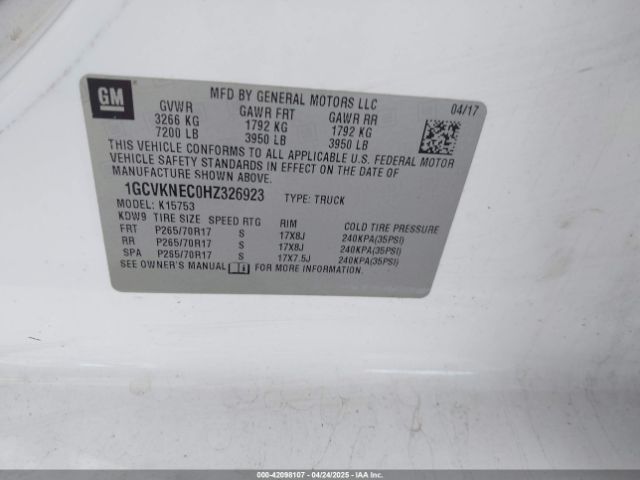 GM
MFD BY GENERAL MOTORS LLC
04/17
GVWR GAWR FRT GAWR RR
3266 KG 1792 KG 1792 KG
7200 LB 3950 LB 3950 LB
THIS VEHICLE CONFORMS TO ALL APPLICABLE U.S. FEDERAL MOTOR
VEHICLE SAFETY STANDARDS IN EFFECT ON THE DATE OF
MANUFACTURE SHOWN ABOVE.
1GCVKNEC0HZ326923 TYPE: TRUCK
MODEL: K15753
KDW9 TIRE SIZE SPEED RTG RIM COLD TIRE PRESSURE
FRT P265/70R17 S 17X8J 240KPA(35PSI)
RR P265/70R17 S 17X8J 240KPA(35PSI)
SPA P265/70R17 S 17X7.5J 240KPA(35PSI)
SEE OWNER'S MANUAL FOR MORE INFORMATION.
000-42098107 - 04/24/2025 - IAAI.COM